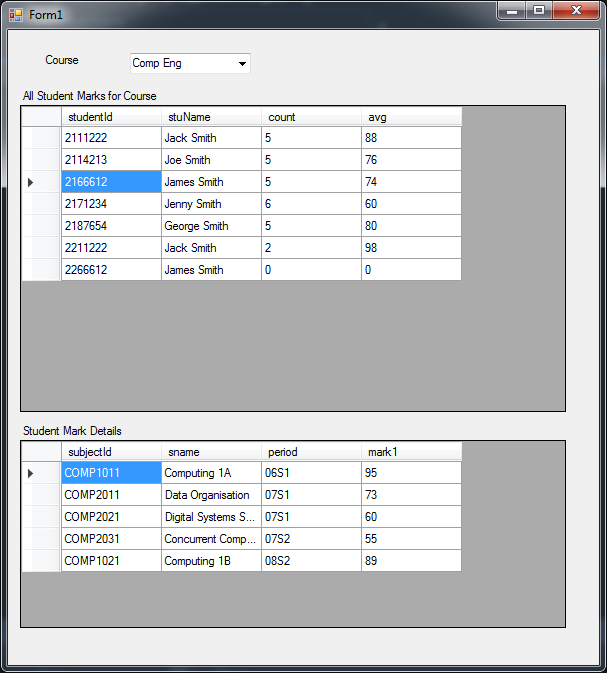 Form1
Course Comp Eng
All Student Marks for Course
studentId stuName count avg
2111222 Jack Smith 5 88
2114213 Joe Smith 5 76
2166612 James Smith 5 74
2171234 Jenny Smith 6 60
2187654 George Smith 5 80
2211222 Jack Smith 2 98
2266612 James Smith 0 0
Student Mark Details
subjectId sname period mark1
COMP1011 Computing 1A 06S1 95
COMP2011 Data Organisation 07S1 73
COMP2021 Digital Systems S... 07S1 60
COMP2031 Concurrent Comp... 07S2 55
COMP1021 Computing 1B 08S2 89